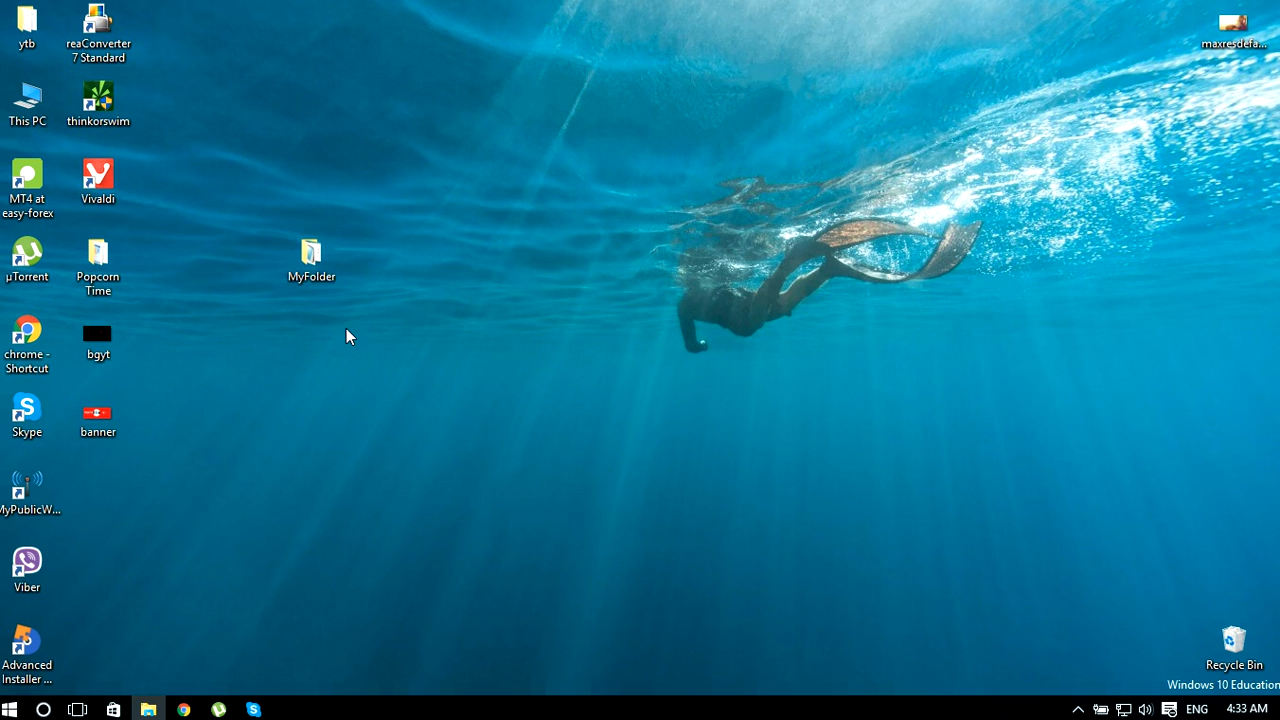 ytb
reaConverter
7 Standard
maxresdefa...
This PC
thinkorswim
MT4 at
easy-forex
Vivaldi
µTorrent
Popcorn
Time
MyFolder
chrome -
Shortcut
bgyt
Skype
banner
MyPublicW...
Viber
Advanced
Installer ...
Recycle Bin
Windows 10 Education
ENG
4:33 AM